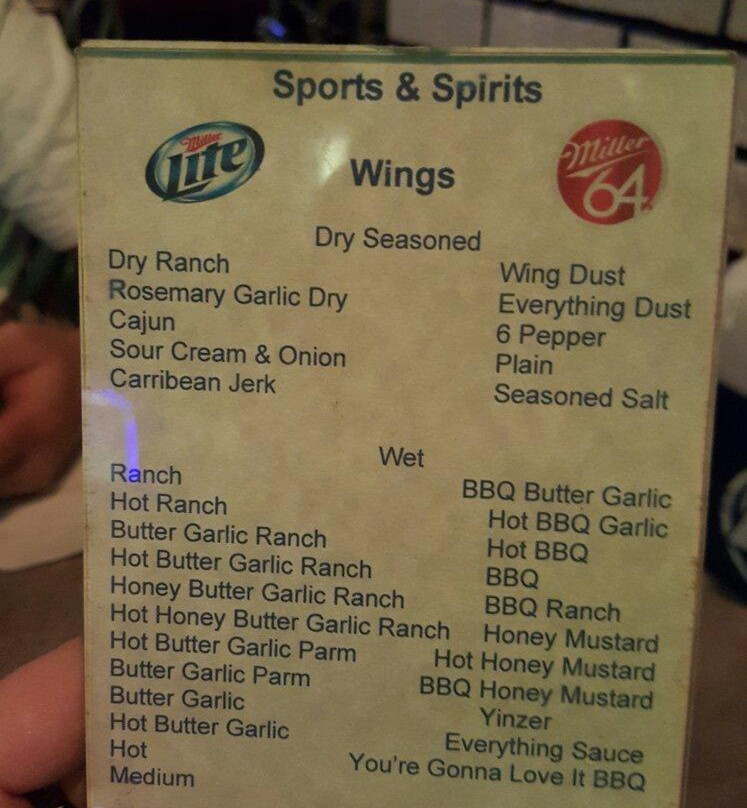 Sports & Spirits
Miller Lite
Miller 64
Wings
Dry Seasoned
Dry Ranch
Rosemary Garlic Dry
Cajun
Sour Cream & Onion
Carribean Jerk
Wing Dust
Everything Dust
6 Pepper
Plain
Seasoned Salt
Wet
Ranch
Hot Ranch
Butter Garlic Ranch
Hot Butter Garlic Ranch
Honey Butter Garlic Ranch
Hot Honey Butter Garlic Ranch
Hot Butter Garlic Parm
Butter Garlic Parm
Butter Garlic
Hot Butter Garlic
Hot
Medium
BBQ Butter Garlic
Hot BBQ Garlic
Hot BBQ
BBQ
BBQ Ranch
Honey Mustard
Hot Honey Mustard
BBQ Honey Mustard
Yinzer
Everything Sauce
You're Gonna Love It BBQ